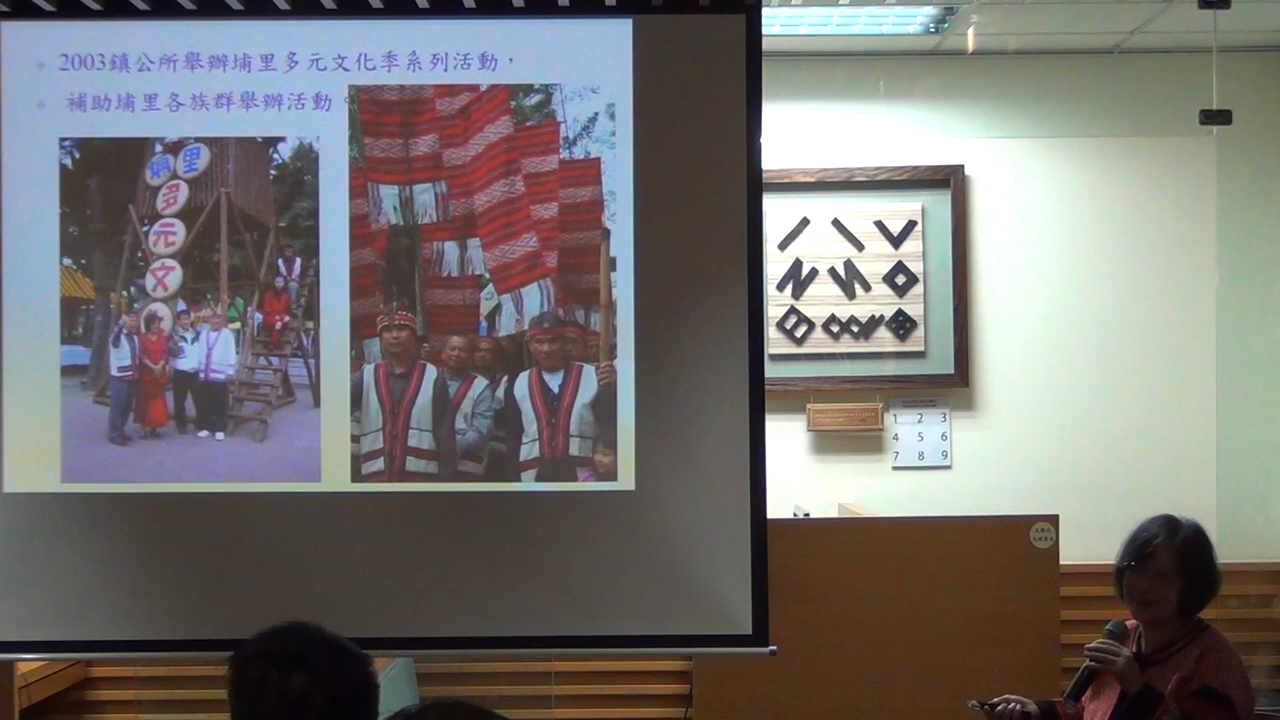 2003鎮公所舉辦埔里多元文化季系列活動，
補助埔里各族群舉辦活動。
埔里
多
元
文
1 2 3
4 5 6
7 8 9